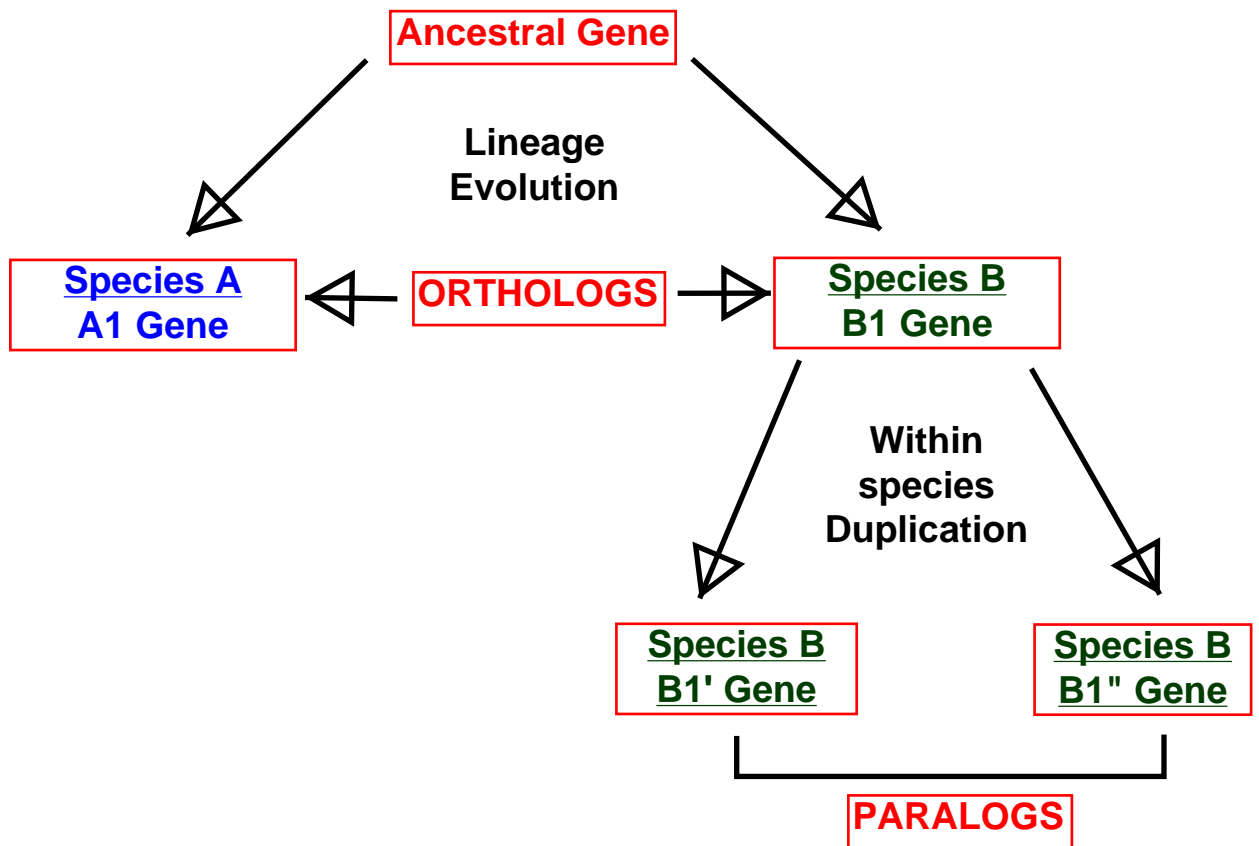 Ancestral Gene
Lineage
Evolution
Species A
A1 Gene
ORTHOLOGS
Species B
B1 Gene
Within
species
Duplication
Species B
B1' Gene
Species B
B1" Gene
PARALOGS